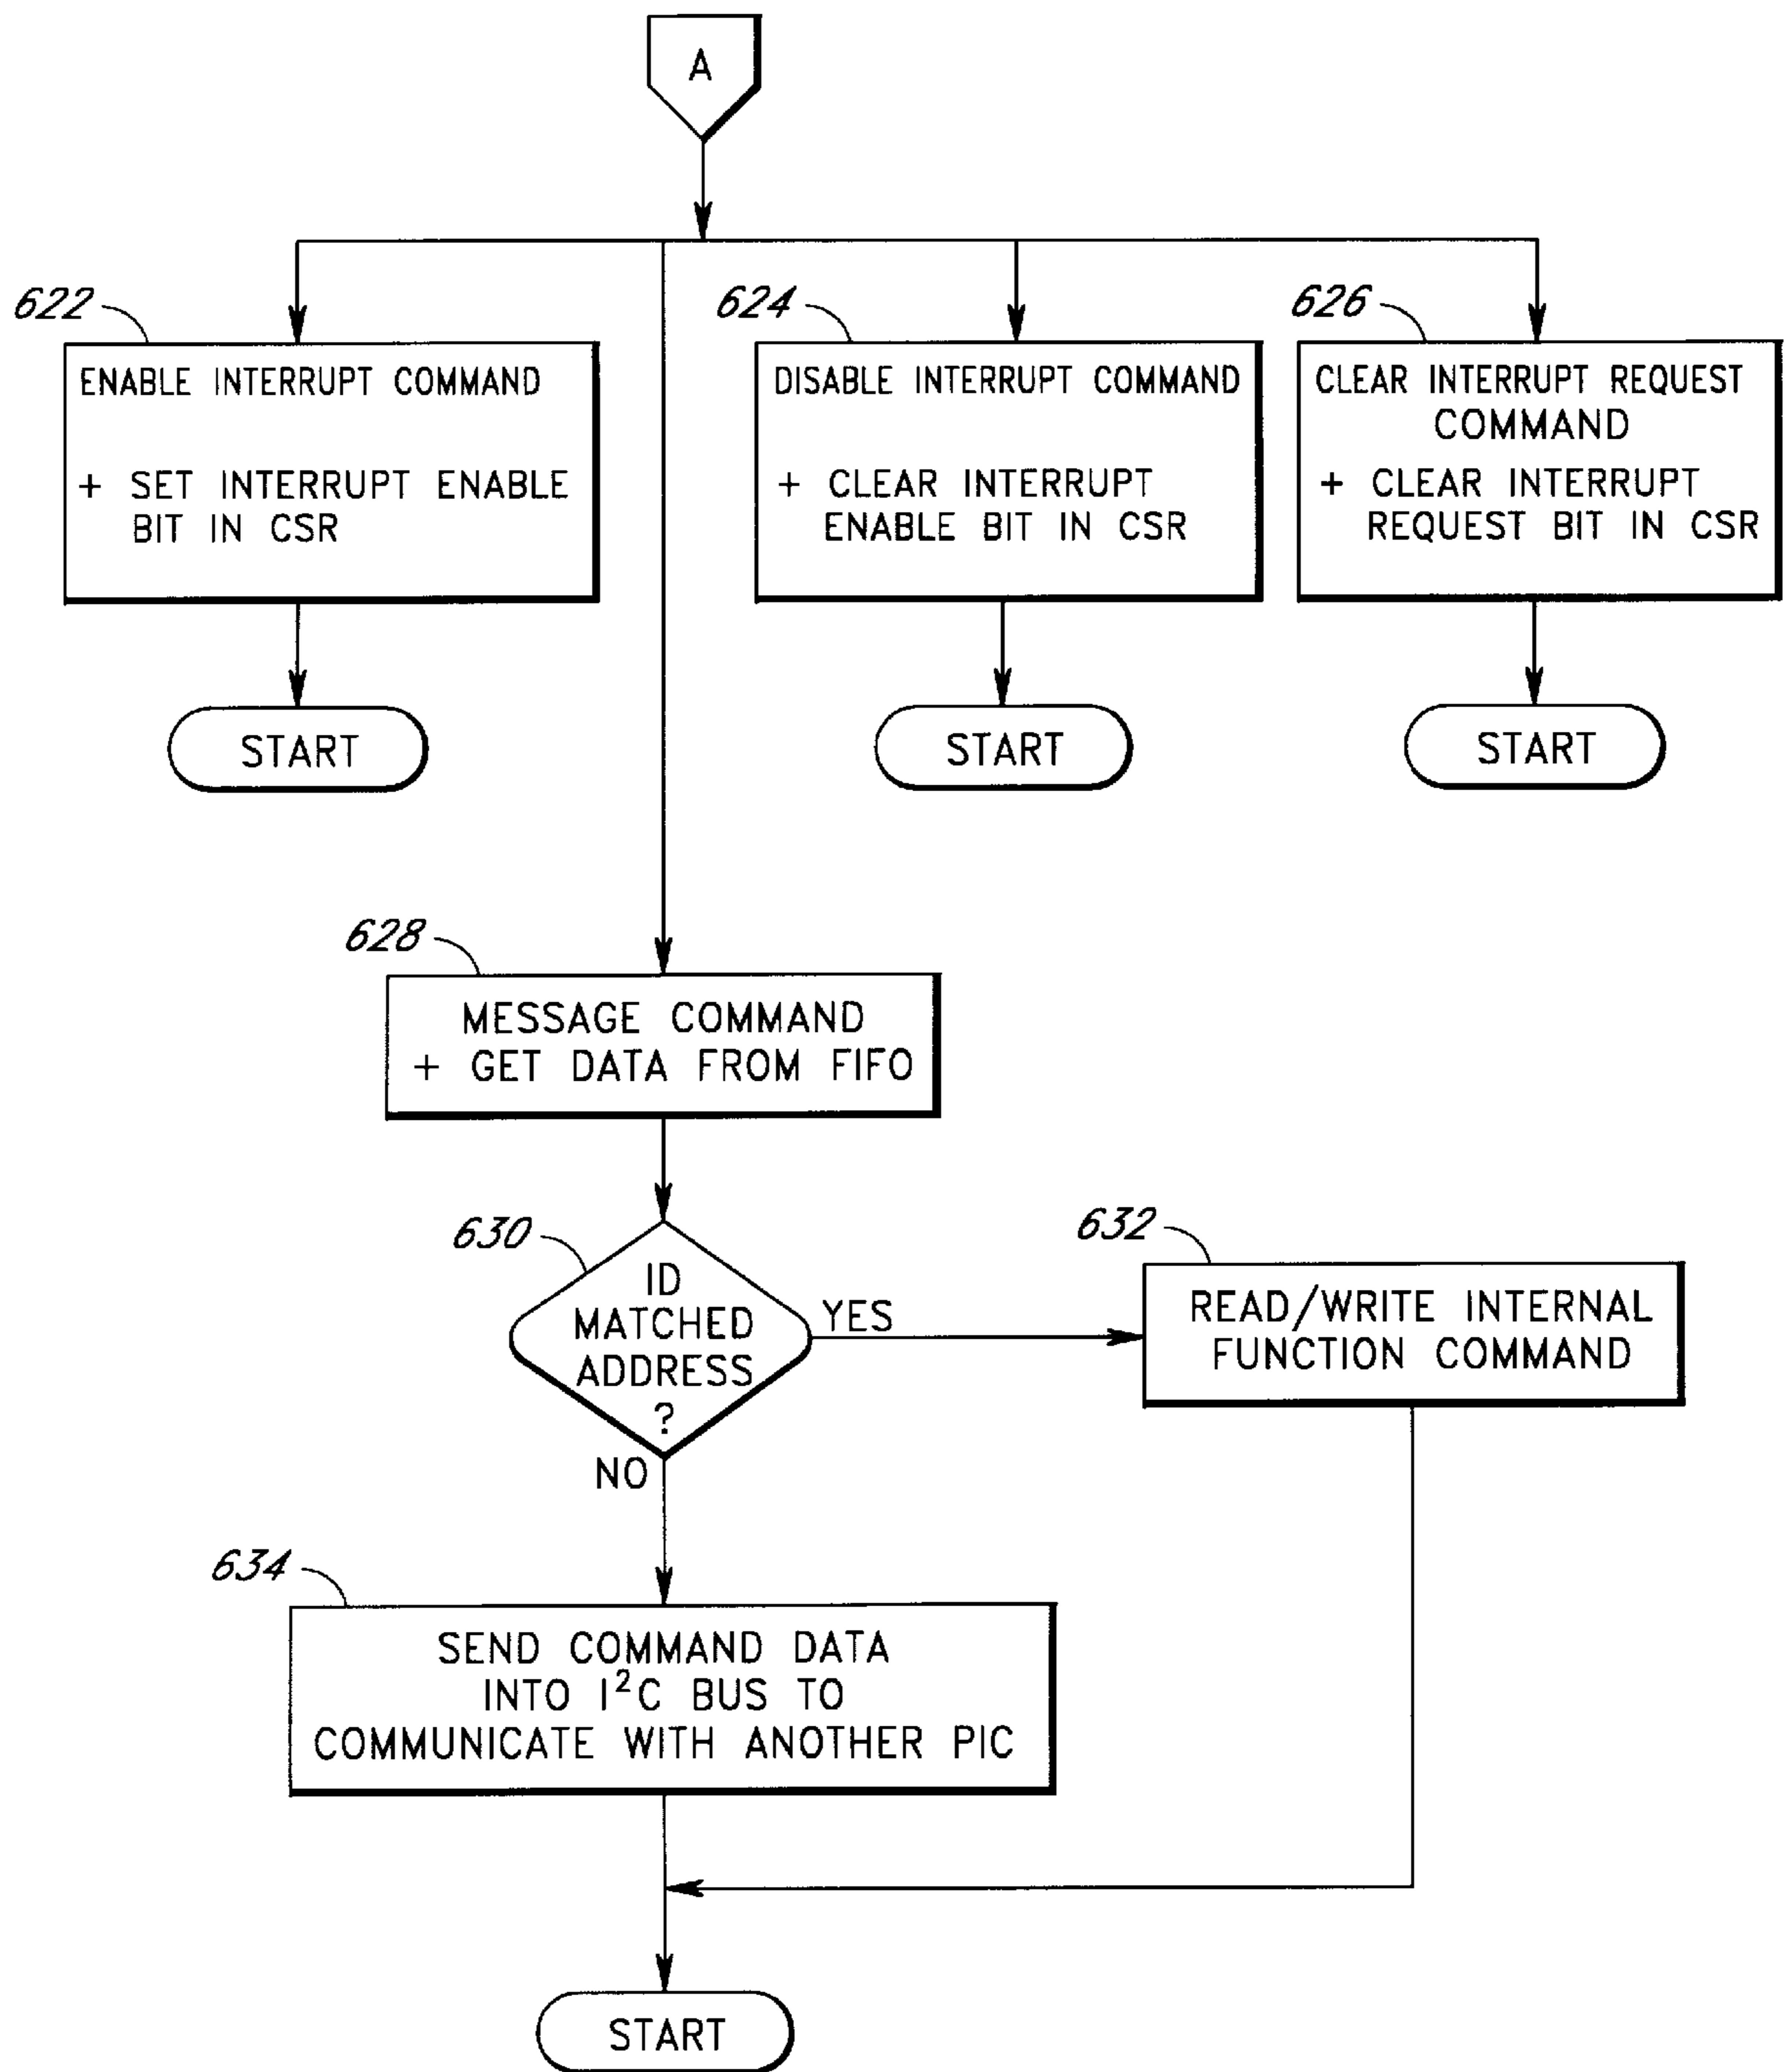 A
622
624
626
ENABLE INTERRUPT COMMAND
+ SET INTERRUPT ENABLE
BIT IN CSR
DISABLE INTERRUPT COMMAND
+ CLEAR INTERRUPT
ENABLE BIT IN CSR
CLEAR INTERRUPT REQUEST
COMMAND
+ CLEAR INTERRUPT
REQUEST BIT IN CSR
START
START
START
628
MESSAGE COMMAND
+ GET DATA FROM FIFO
630
ID
MATCHED
ADDRESS
?
YES
NO
632
READ/WRITE INTERNAL
FUNCTION COMMAND
634
SEND COMMAND DATA
INTO I²C BUS TO
COMMUNICATE WITH ANOTHER PIC
START